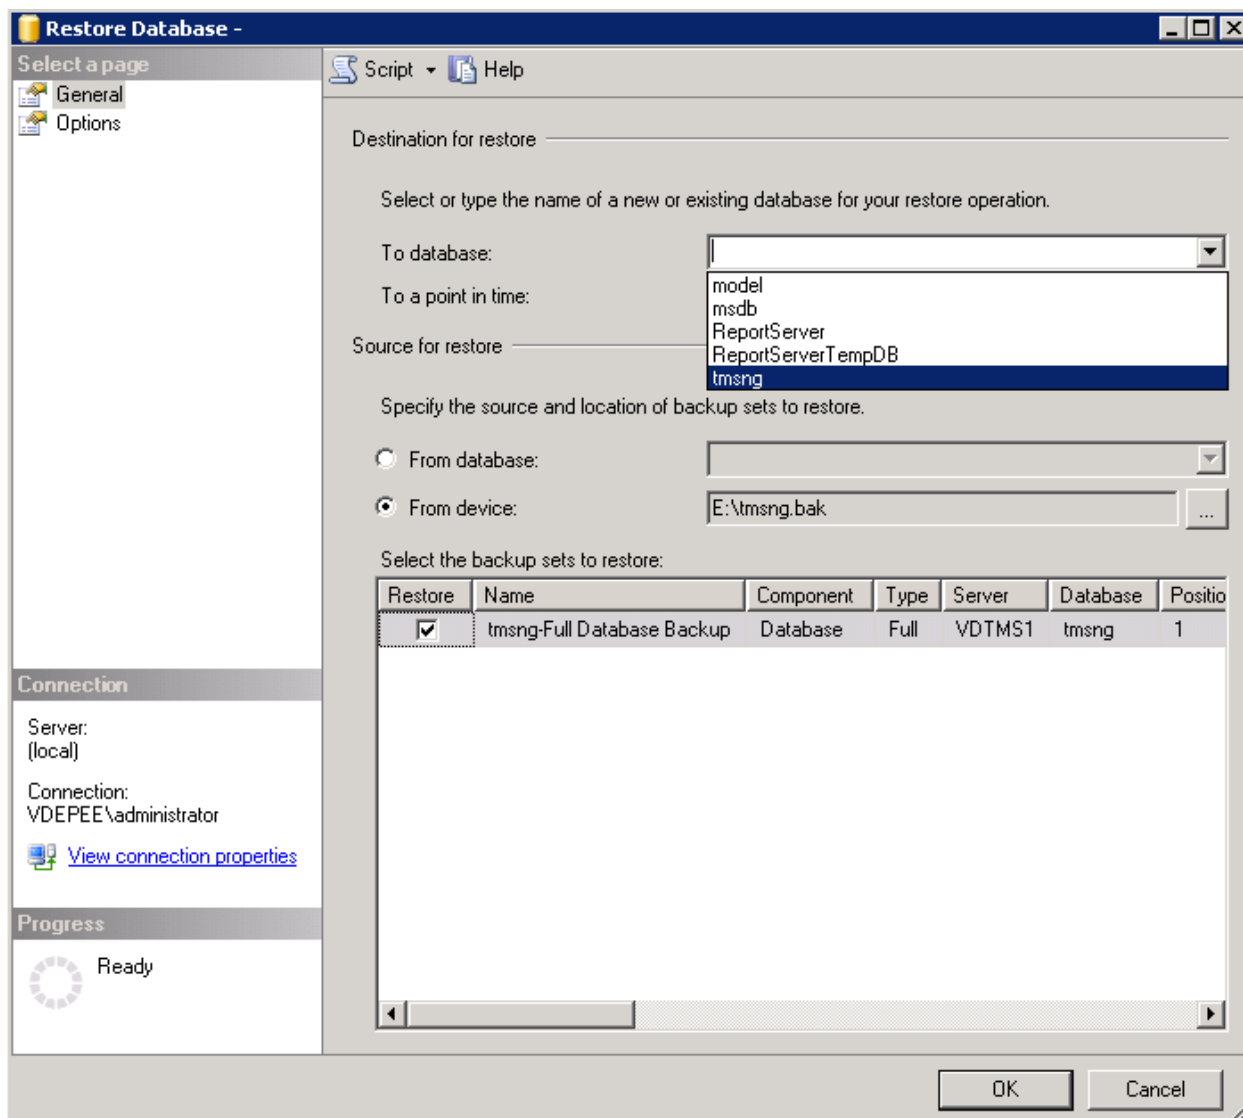 Restore Database -
Select a page
General
Options
Script
Help
Destination for restore
Select or type the name of a new or existing database for your restore operation.
To database:
model
msdb
ReportServer
ReportServerTempDB
tmsng
To a point in time:
Source for restore
Specify the source and location of backup sets to restore.
From database:
From device:
E:\tmsng.bak
...
Select the backup sets to restore:
Restore Name Component Type Server Database Positio
tmsng-Full Database Backup Database Full VDTMS1 tmsng 1
Connection
Server:
(local)
Connection:
VDEPEE\administrator
View connection properties
Progress
Ready
OK
Cancel